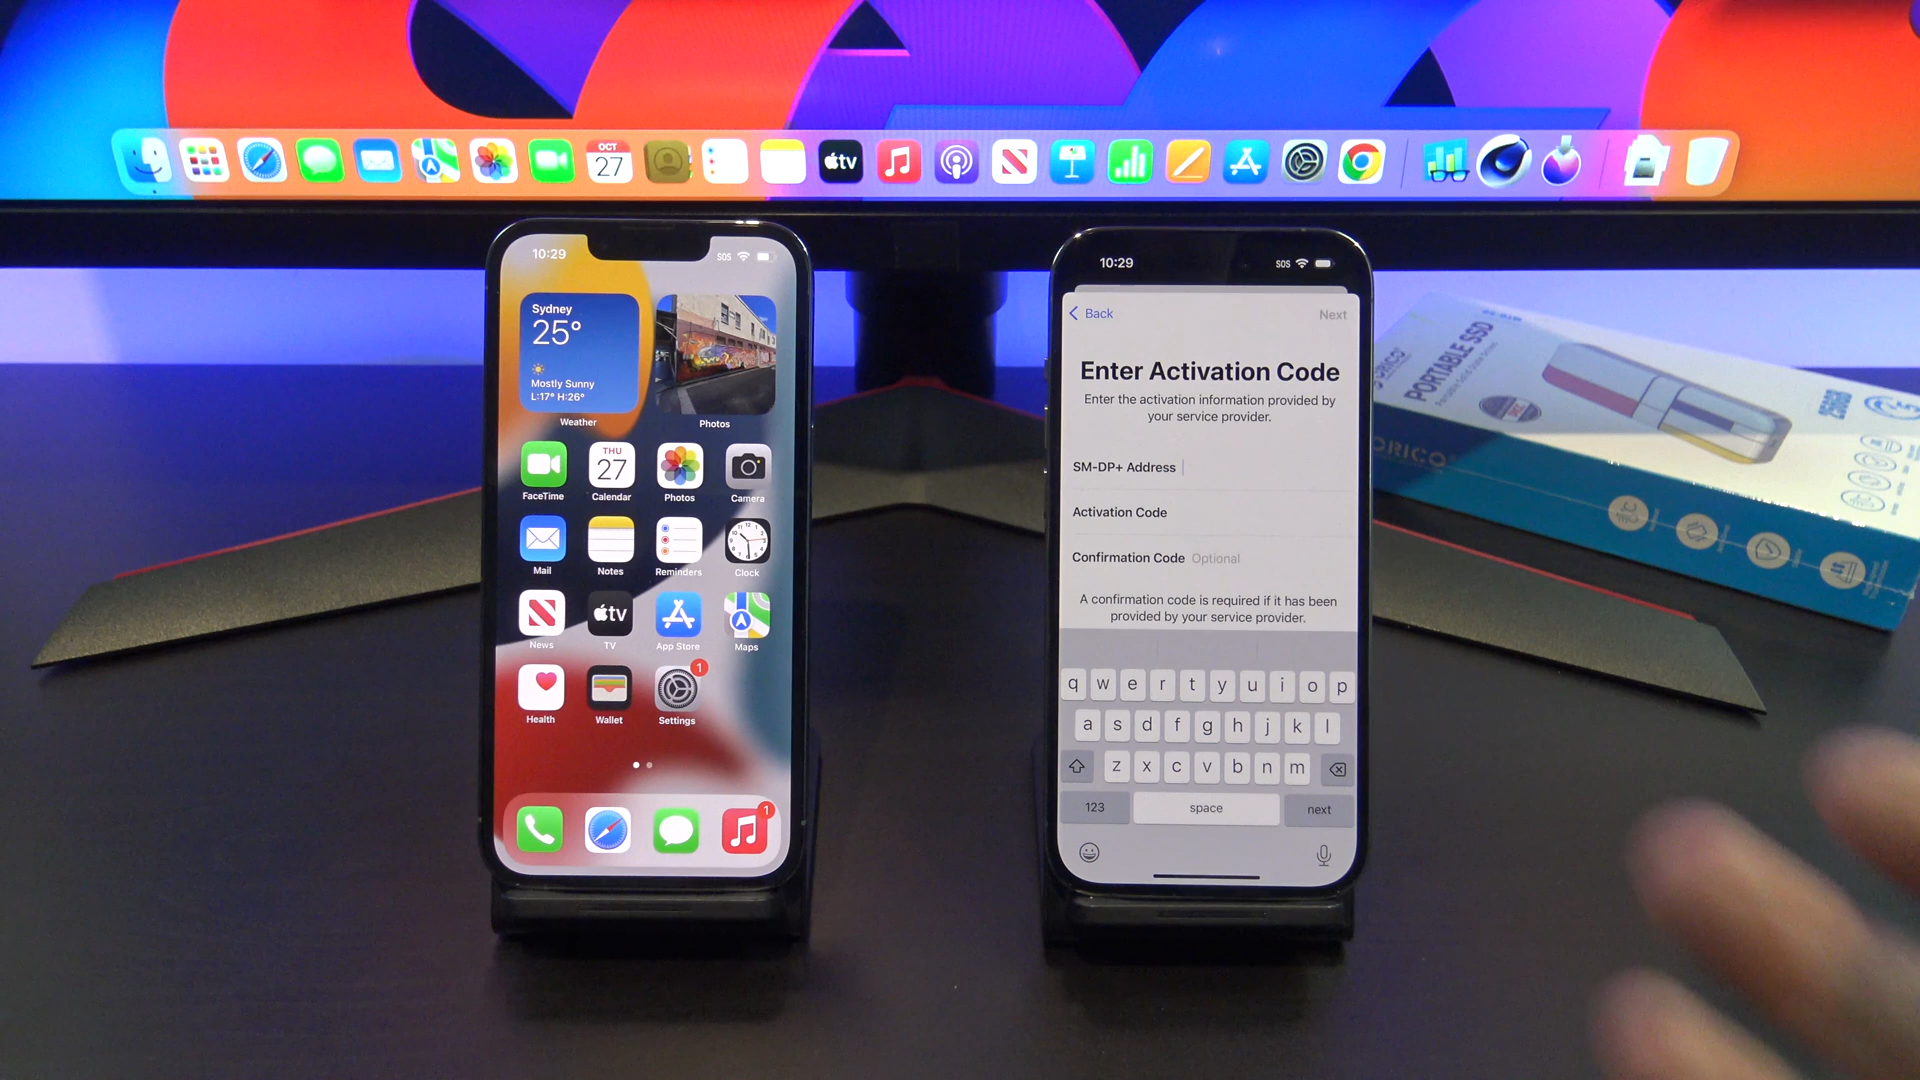 OCT
27
tv
10:29
SOS
Sydney
25°
Mostly Sunny
L:17° H:26°
Weather
Photos
THU
27
FaceTime
Calendar
Photos
Camera
Mail
Notes
Reminders
Clock
tv
News
TV
App Store
Maps
1
Health
Wallet
Settings
1
10:29
SOS
Back
Next
Enter Activation Code
Enter the activation information provided by
your service provider.
SM-DP+ Address
Activation Code
Confirmation Code Optional
A confirmation code is required if it has been
provided by your service provider.
q w e r t y u i o p
a s d f g h j k l
z x c v b n m
123
space
next
ORICO
PORTABLE SSD
256GB
ORICO